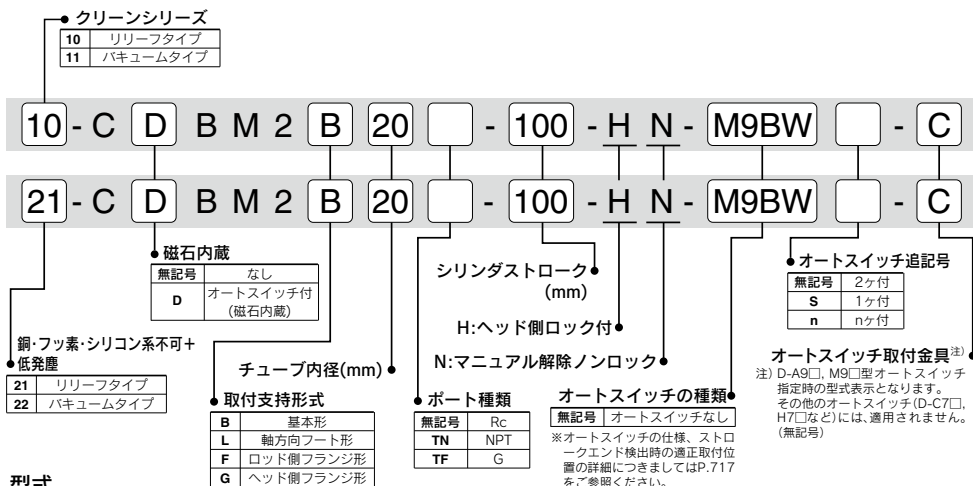 クリーンシリーズ
10 リリーフタイプ
11 バキュームタイプ
10 - C D B M 2 B 20 - 100 - H N - M9BW - C
21 - C D B M 2 B 20 - 100 - H N - M9BW - C
磁石内蔵
無記号 なし
D オートスイッチ付
(磁石内蔵)
銅・フッ素・シリコン系不可+
低発塵
21 リリーフタイプ
22 バキュームタイプ
チューブ内径(mm)
取付支持形式
B 基本形
L 軸方向フート形
F ロッド側フランジ形
G ヘッド側フランジ形
シリンダストローク
(mm)
H:ヘッド側ロック付
N:マニュアル解除ノンロック
ポート種類
無記号 Rc
TN NPT
TF G
オートスイッチの種類
無記号 オートスイッチなし
※オートスイッチの仕様、ストロ
ークエンド検出時の適正取付位
置の詳細につきましてはP.717
をご参照ください。
オートスイッチ追記号
無記号 2ヶ付
S 1ヶ付
n nヶ付
オートスイッチ取付金具注)
注) D-A9□, M9□型オートスイッチ
指定時の型式表示となります。
その他のオートスイッチ(D-C7□,
H7□など)には、適用されません。
(無記号)
型式